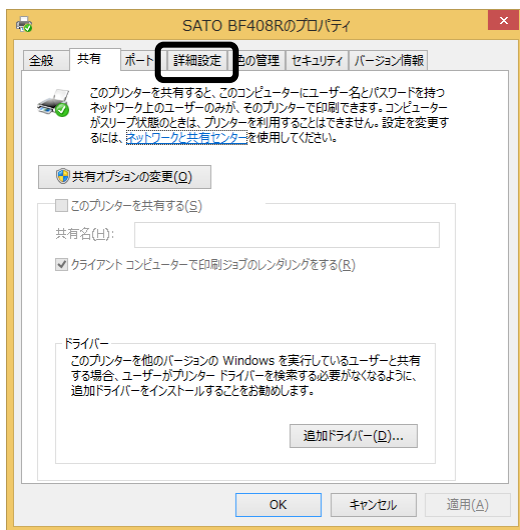 SATO BF408Rのプロパティ
全般 共有 ポート 詳細設定 色の管理 セキュリティ バージョン情報
このプリンターを共有すると、このコンピューターにユーザー名とパスワードを持つ
ネットワーク上のユーザーのみが、そのプリンターで印刷できます。コンピューター
がスリープ状態のときは、プリンターを利用することはできません。設定を変更す
るには、ネットワークと共有センターを使用してください。
共有オプションの変更(O)
このプリンターを共有する(S)
共有名(H):
クライアント コンピューターで印刷ジョブのレンダリングをする(R)
ドライバー
このプリンターを他のバージョンの Windows を実行しているユーザーと共有
する場合、ユーザーがプリンター ドライバーを検索する必要がなくなるように、
追加ドライバーをインストールすることをお勧めします。
追加ドライバー(D)...
OK キャンセル 適用(A)